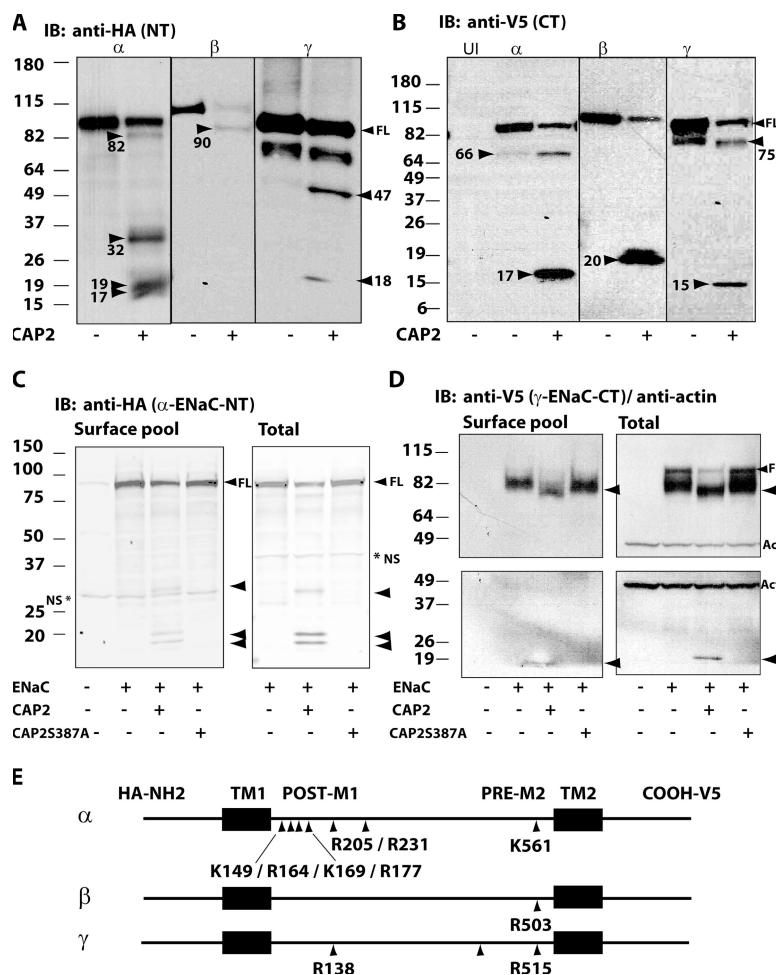 A
IB: anti-HA (NT)
α β γ
180
115
82
64
49
37
26
19
15
82
32
19
17
90
FL
47
18
CAP2 - + - + - +
B
IB: anti-V5 (CT)
UI α β γ
180
115
82
64
49
37
26
19
15
6
66
17
20
15
FL
75
CAP2 - - + - + - +
C
IB: anti-HA (α-ENaC-NT)
Surface pool Total
150
100
75
50
37
25
20
FL
NS *
FL
* NS
ENaC - + + + + + +
CAP2 - - + - - + -
CAP2S387A - - - + - - +
D
IB: anti-V5 (γ-ENaC-CT)/ anti-actin
Surface pool Total
115
82
64
49
F
Ac
49
37
26
19
Ac
ENaC - + + + - + + +
CAP2 - - + - - - + -
CAP2S387A - - - + - - - +
E
HA-NH2 TM1 POST-M1 PRE-M2 TM2 COOH-V5
α
R205 / R231 K561
K149 / R164 / K169 / R177
β
R503
γ
R138 R515